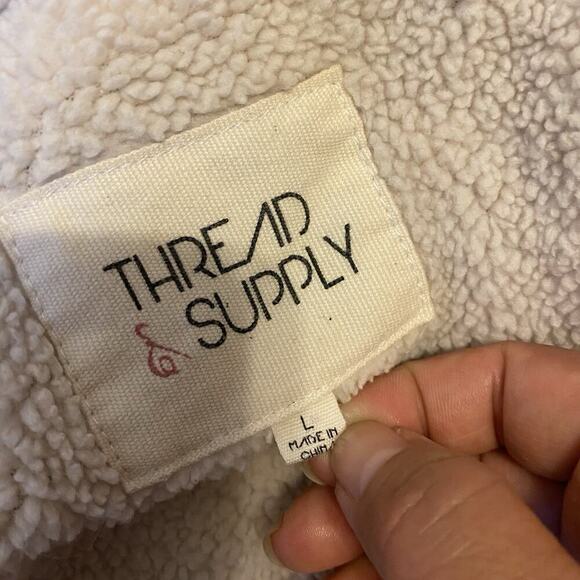 THREAD
& SUPPLY
L
MADE IN
CHINA